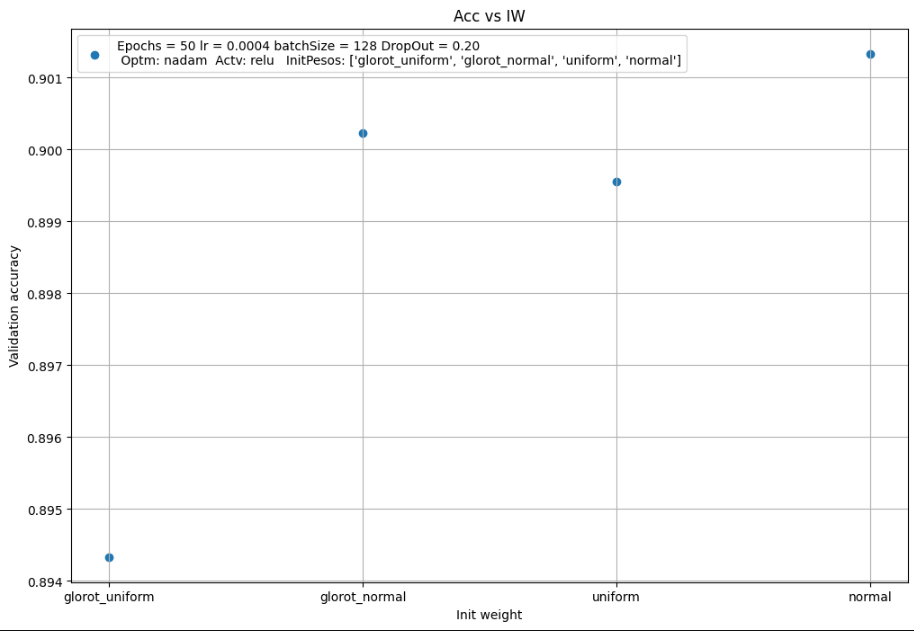 Acc vs IW
Epochs = 50 lr = 0.0004 batchSize = 128 DropOut = 0.20
Optm: nadam  Actv: relu   InitPesos: ['glorot_uniform', 'glorot_normal', 'uniform', 'normal']
Validation accuracy
0.901
0.900
0.899
0.898
0.897
0.896
0.895
0.894
glorot_uniform glorot_normal uniform normal
Init weight